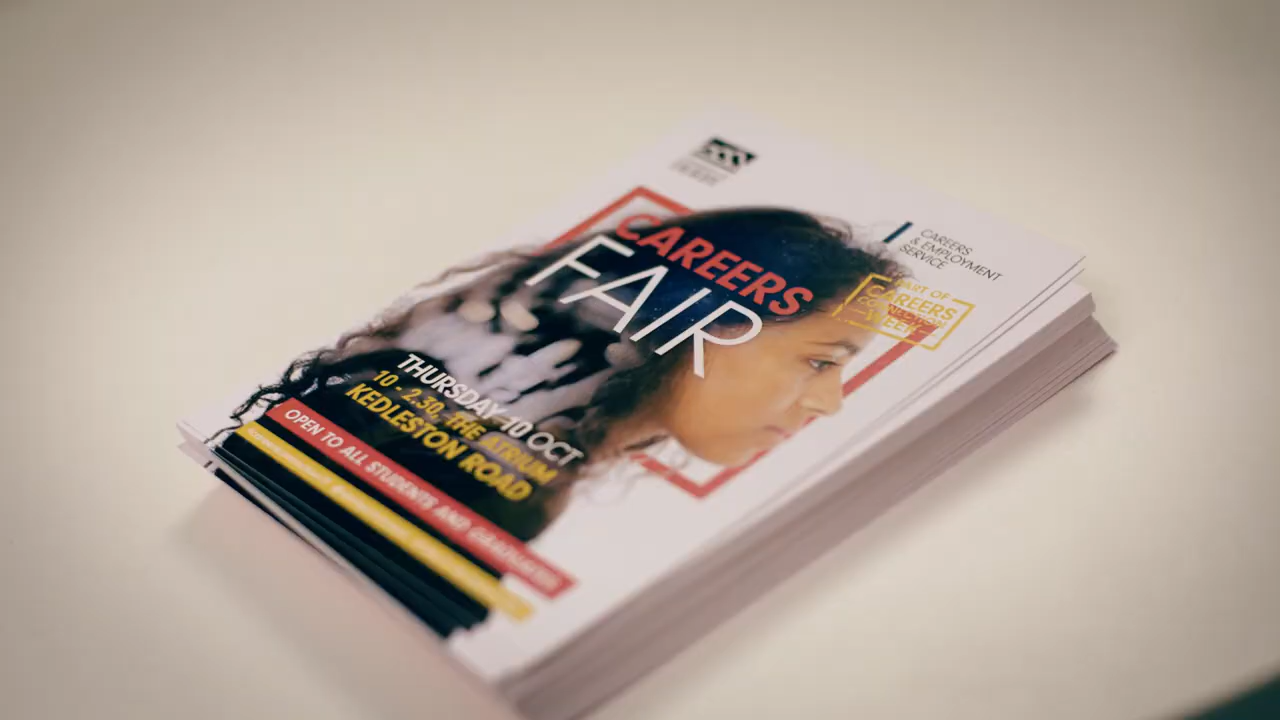 CAREERS
& EMPLOYMENT
SERVICE
CAREERS
FAIR
PART OF
CAREERS
CONNECTION
WEEK
THURSDAY 10 OCT
10 - 2.30, THE ATRIUM
KEDLESTON ROAD
OPEN TO ALL STUDENTS AND GRADUATES